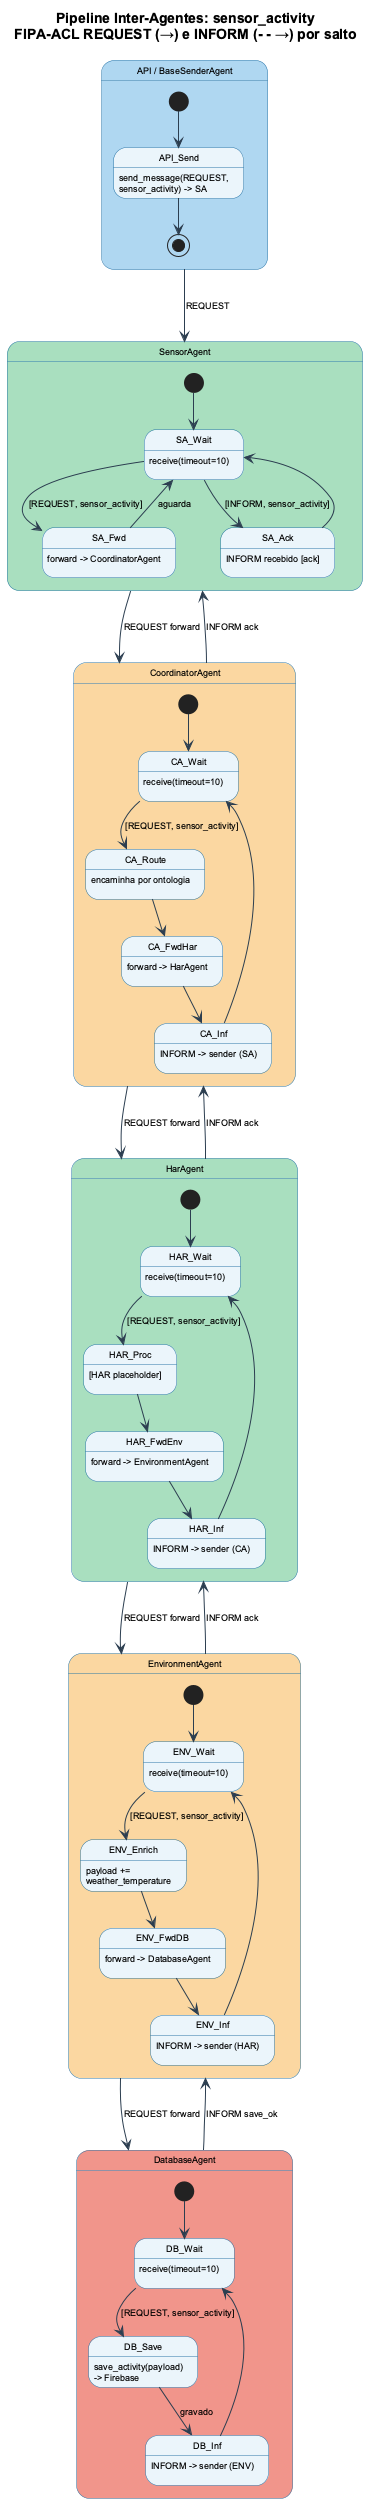 Pipeline Inter-Agentes: sensor_activity
FIPA-ACL REQUEST (→) e INFORM (- - →) por salto
API / BaseSenderAgent
API_Send
send_message(REQUEST,
sensor_activity) -> SA
REQUEST
SensorAgent
SA_Wait
receive(timeout=10)
[REQUEST, sensor_activity]
aguarda
[INFORM, sensor_activity]
SA_Fwd
forward -> CoordinatorAgent
SA_Ack
INFORM recebido [ack]
REQUEST forward
INFORM ack
CoordinatorAgent
CA_Wait
receive(timeout=10)
[REQUEST, sensor_activity]
CA_Route
encaminha por ontologia
CA_FwdHar
forward -> HarAgent
CA_Inf
INFORM -> sender (SA)
REQUEST forward
INFORM ack
HarAgent
HAR_Wait
receive(timeout=10)
[REQUEST, sensor_activity]
HAR_Proc
[HAR placeholder]
HAR_FwdEnv
forward -> EnvironmentAgent
HAR_Inf
INFORM -> sender (CA)
REQUEST forward
INFORM ack
EnvironmentAgent
ENV_Wait
receive(timeout=10)
[REQUEST, sensor_activity]
ENV_Enrich
payload +=
weather_temperature
ENV_FwdDB
forward -> DatabaseAgent
ENV_Inf
INFORM -> sender (HAR)
REQUEST forward
INFORM save_ok
DatabaseAgent
DB_Wait
receive(timeout=10)
[REQUEST, sensor_activity]
DB_Save
save_activity(payload)
-> Firebase
gravado
DB_Inf
INFORM -> sender (ENV)